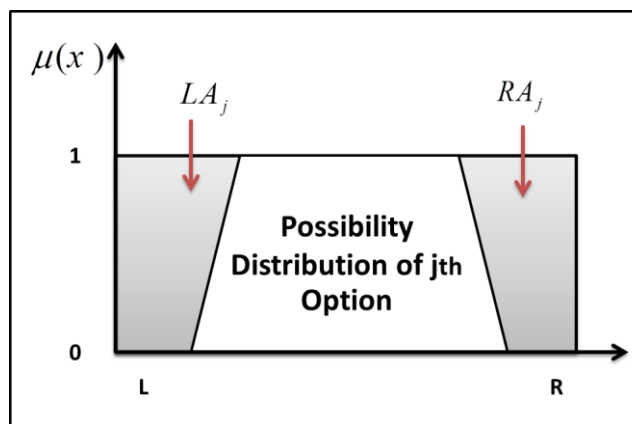 μ(x)
LA_j
RA_j
1
Possibility
Distribution of jth
Option
0
L
R